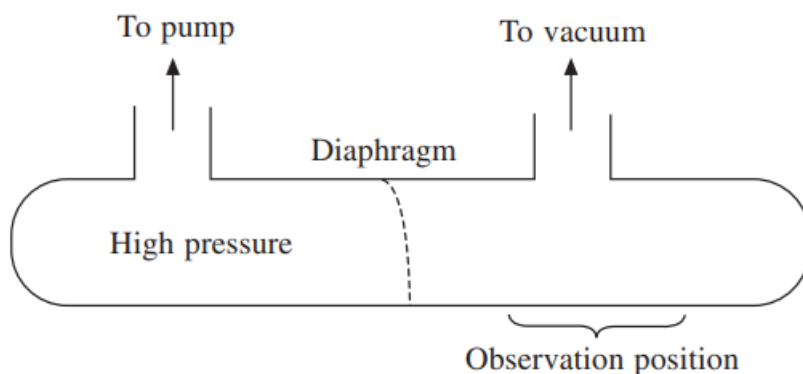 To pump
To vacuum
Diaphragm
High pressure
Observation position